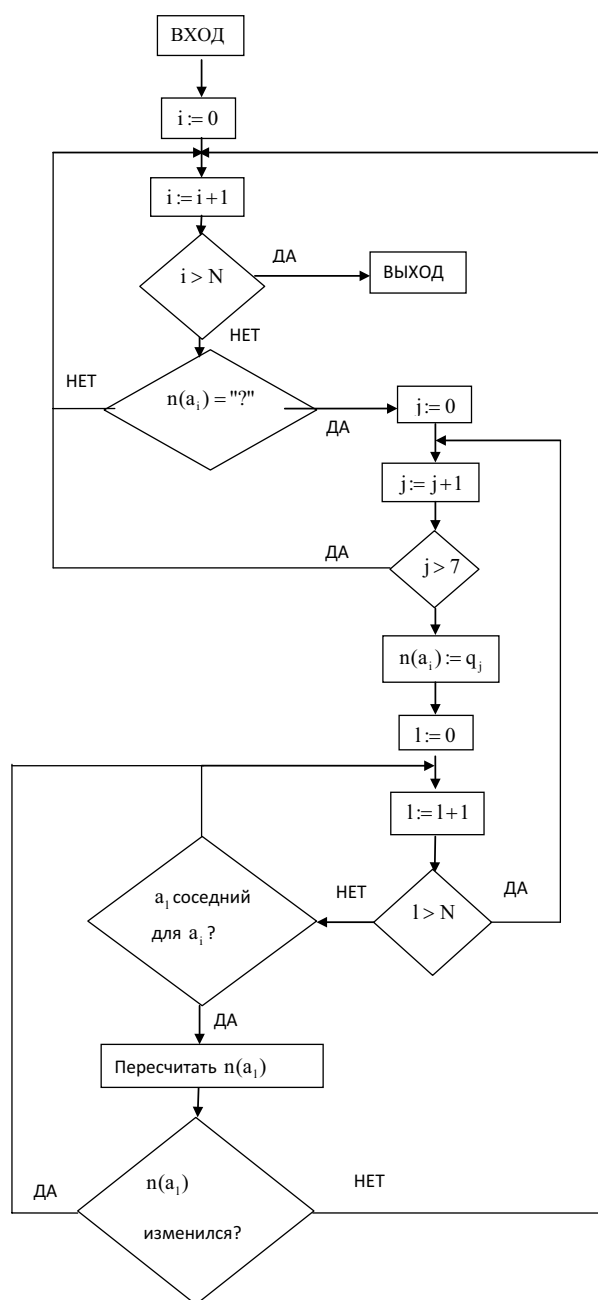 ВХОД
i := 0
i := i+1
i > N
ДА
ВЫХОД
НЕТ
НЕТ
n(a_i) = "?"
ДА
j := 0
j := j+1
ДА
j > 7
n(a_i) := q_j
l := 0
l := l+1
a_l соседний
для a_i ?
НЕТ
l > N
ДА
ДА
Пересчитать n(a_l)
ДА
n(a_l)
изменился?
НЕТ